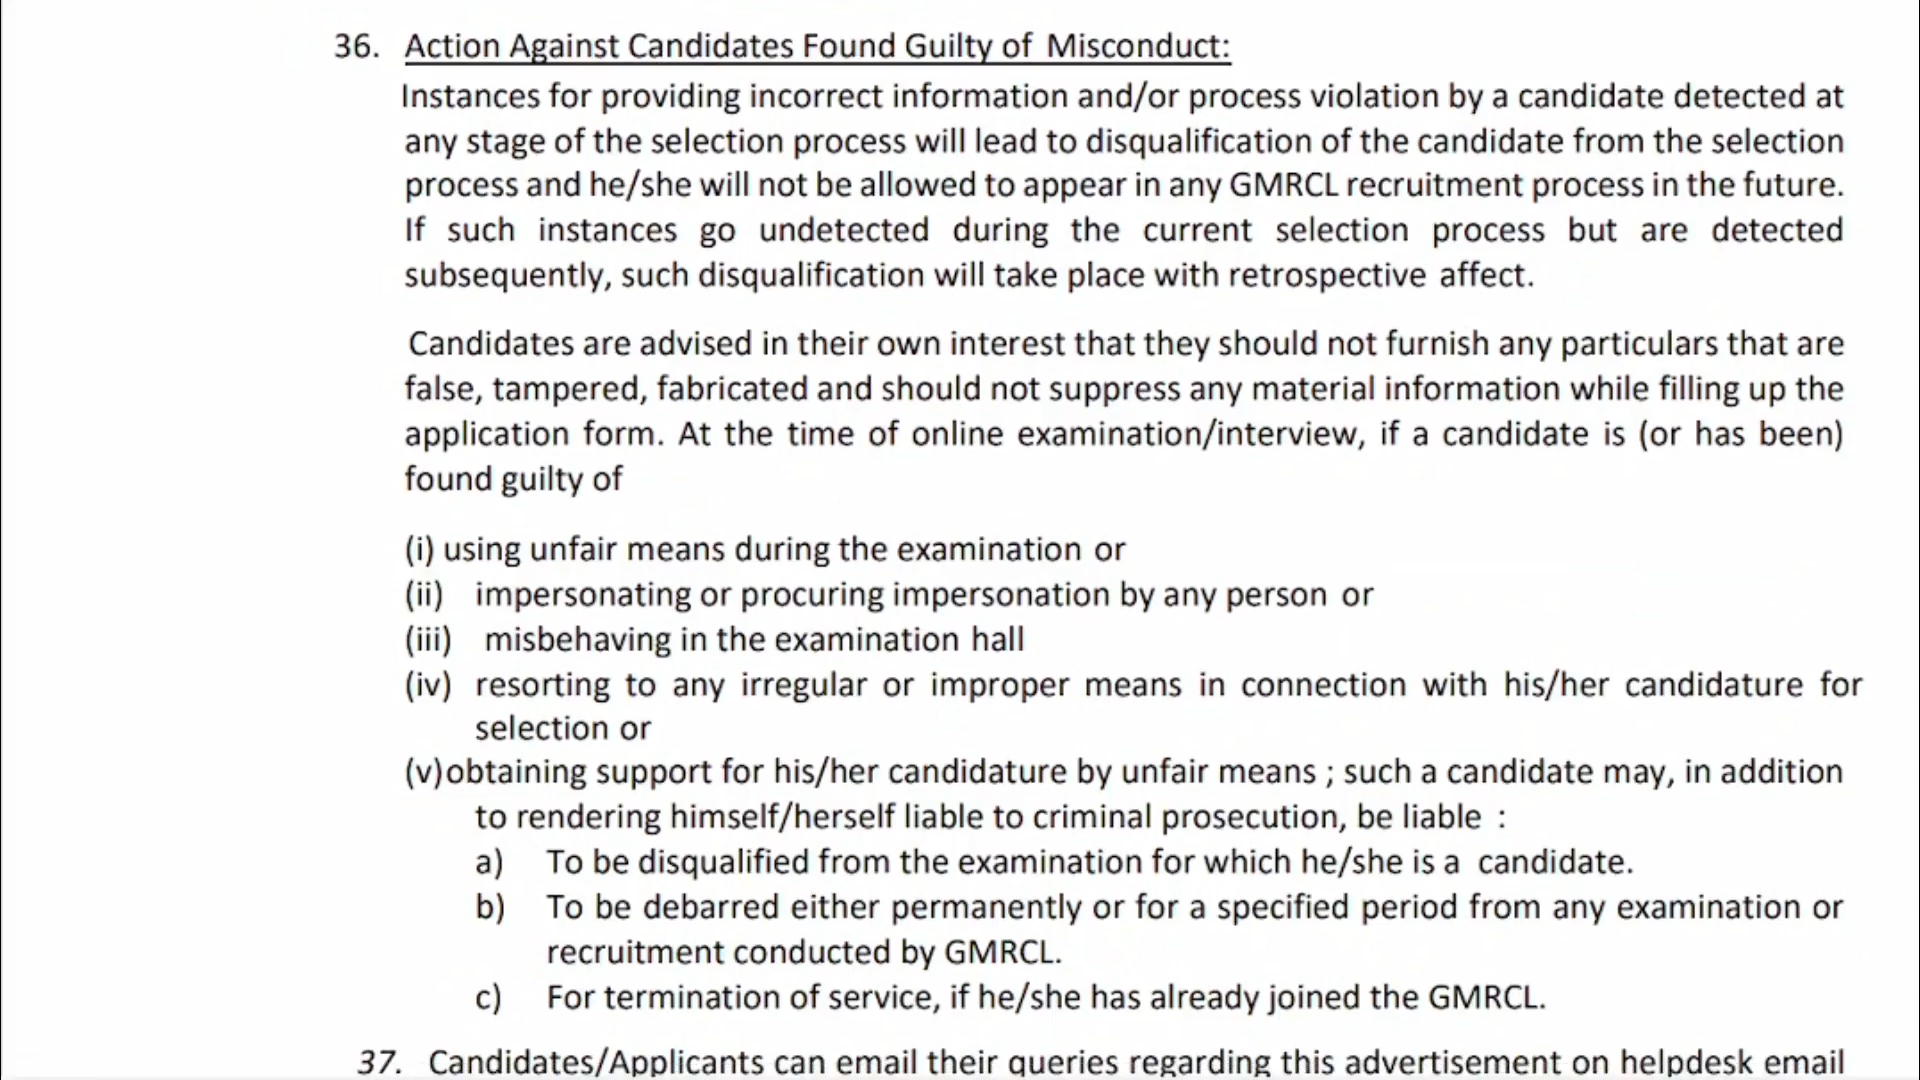 36. Action Against Candidates Found Guilty of Misconduct:
Instances for providing incorrect information and/or process violation by a candidate detected at
any stage of the selection process will lead to disqualification of the candidate from the selection
process and he/she will not be allowed to appear in any GMRCL recruitment process in the future.
If such instances go undetected during the current selection process but are detected
subsequently, such disqualification will take place with retrospective affect.
Candidates are advised in their own interest that they should not furnish any particulars that are
false, tampered, fabricated and should not suppress any material information while filling up the
application form. At the time of online examination/interview, if a candidate is (or has been)
found guilty of
(i) using unfair means during the examination or
(ii) impersonating or procuring impersonation by any person or
(iii) misbehaving in the examination hall
(iv) resorting to any irregular or improper means in connection with his/her candidature for
selection or
(v)obtaining support for his/her candidature by unfair means ; such a candidate may, in addition
to rendering himself/herself liable to criminal prosecution, be liable :
a) To be disqualified from the examination for which he/she is a candidate.
b) To be debarred either permanently or for a specified period from any examination or
recruitment conducted by GMRCL.
c) For termination of service, if he/she has already joined the GMRCL.
37. Candidates/Applicants can email their queries regarding this advertisement on helpdesk email